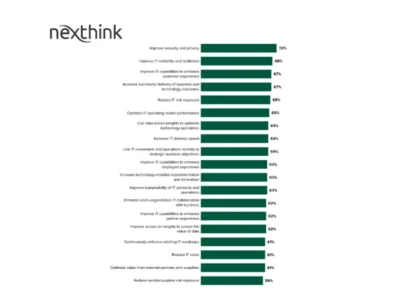 nexthink
Improve security and privacy 72%
Improve IT reliability and resilience 68%
Improve IT capabilities to enhance
customer experience 67%
Increase successful delivery of business and
technology outcomes 67%
Reduce IT risk exposure 66%
Optimize IT operating model performance 65%
Use data-driven insights to optimize
technology operations 64%
Increase IT delivery speed 64%
Link IT investments and operations directly to
strategic business objectives 64%
Improve IT capabilities to enhance
employee experience 63%
Increase technology-enabled experimentation
and innovation 63%
Improve sustainability of IT products and
operations 63%
Enhance cross-organization IT collaboration
with business 62%
Improve IT capabilities to enhance
partner experience 62%
Improve access to insights to unlock the
value of data 62%
Continuously enhance existing IT roadmaps 61%
Reduce IT costs 61%
Optimize value from external partners and suppliers 61%
Reduce vendor/supplier risk exposure